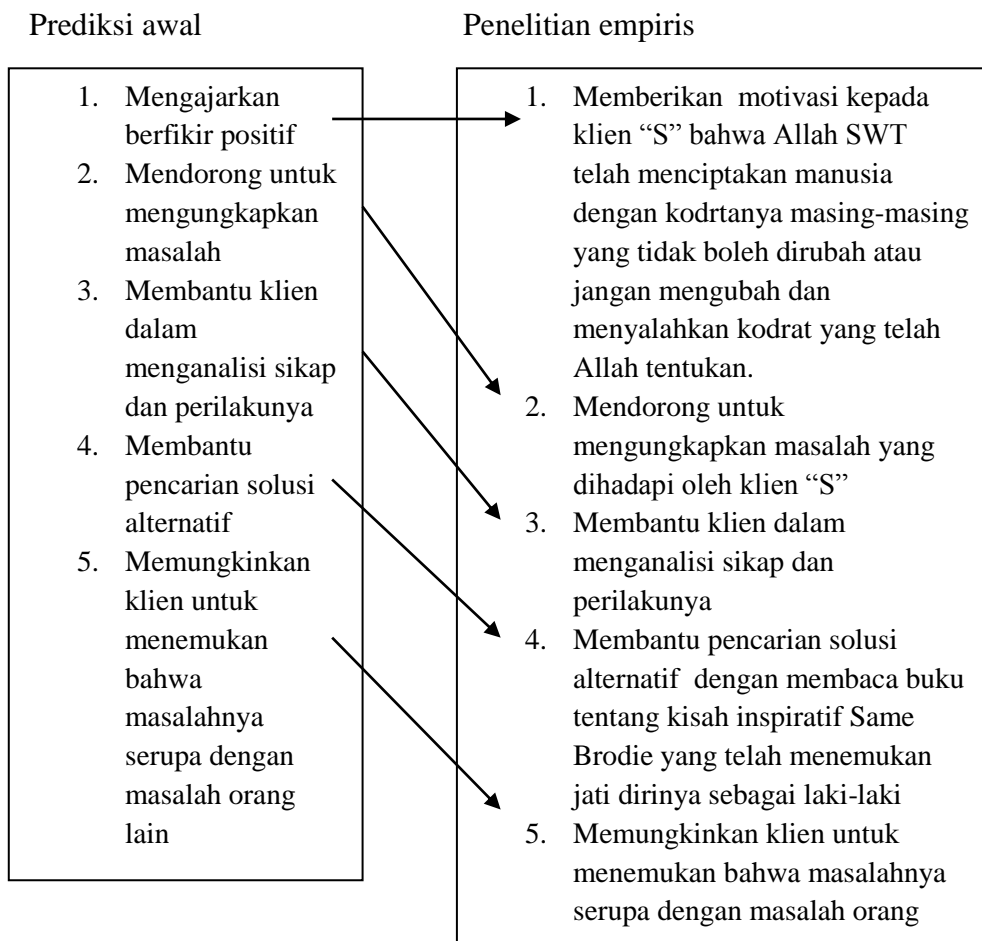 Prediksi awal
1. Mengajarkan
berfikir positif
2. Mendorong untuk
mengungkapkan
masalah
3. Membantu klien
dalam
menganalisi sikap
dan perilakunya
4. Membantu
pencarian solusi
alternatif
5. Memungkinkan
klien untuk
menemukan
bahwa
masalahnya
serupa dengan
masalah orang
lain
Penelitian empiris
1. Memberikan motivasi kepada
klien “S” bahwa Allah SWT
telah menciptakan manusia
dengan kodrtanya masing-masing
yang tidak boleh dirubah atau
jangan mengubah dan
menyalahkan kodrat yang telah
Allah tentukan.
2. Mendorong untuk
mengungkapkan masalah yang
dihadapi oleh klien “S”
3. Membantu klien dalam
menganalisi sikap dan
perilakunya
4. Membantu pencarian solusi
alternatif dengan membaca buku
tentang kisah inspiratif Same
Brodie yang telah menemukan
jati dirinya sebagai laki-laki
5. Memungkinkan klien untuk
menemukan bahwa masalahnya
serupa dengan masalah orang